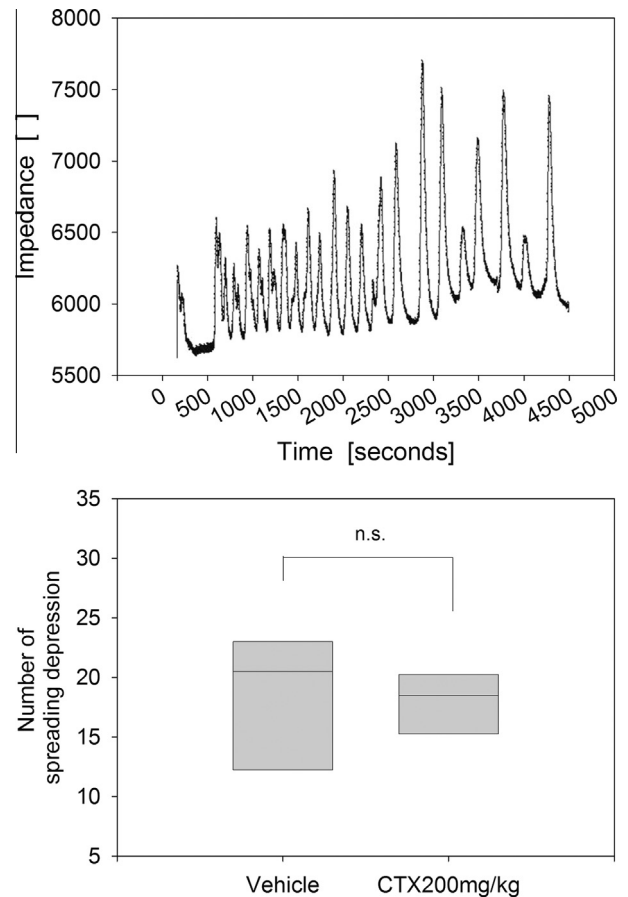 8000
7500
7000
6500
6000
5500
Impedance [ ]
0 500 1000 1500 2000 2500 3000 3500 4000 4500 5000
Time [seconds]
35
30
25
20
15
10
5
Number of
spreading depression
n.s.
Vehicle CTX200mg/kg